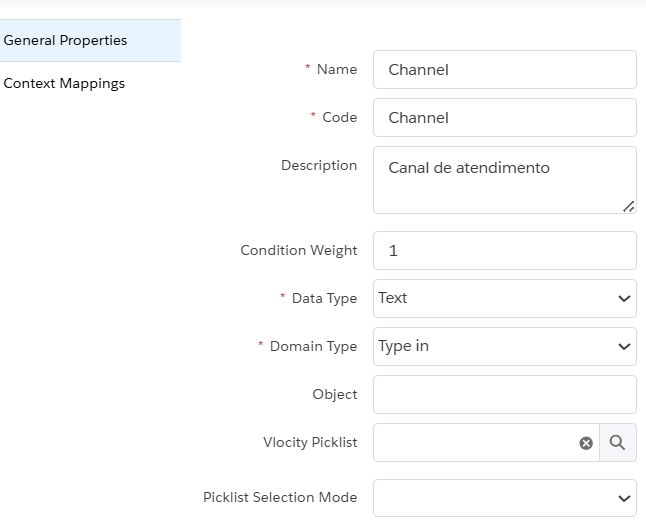 General Properties
Context Mappings
* Name Channel
* Code Channel
Description Canal de atendimento
Condition Weight 1
* Data Type Text
* Domain Type Type in
Object
Vlocity Picklist
Picklist Selection Mode